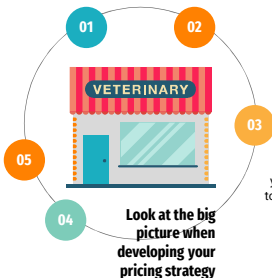 01
02
VETERINARY
03
05
04
Look at the big
picture when
developing your
pricing strategy